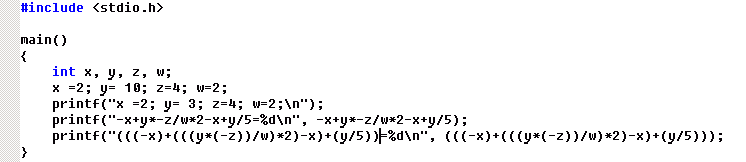 #include <stdio.h>
main()
{
int x, y, z, w;
x =2; y= 10; z=4; w=2;
printf("x =2; y= 3; z=4; w=2;\n");
printf("-x+y*-z/w*2-x+y/5=%d\n", -x+y*-z/w*2-x+y/5);
printf("(((-x)+(((y*(-z))/w)*2)-x)+(y/5))=%d\n", (((-x)+(((y*(-z))/w)*2)-x)+(y/5)));
}